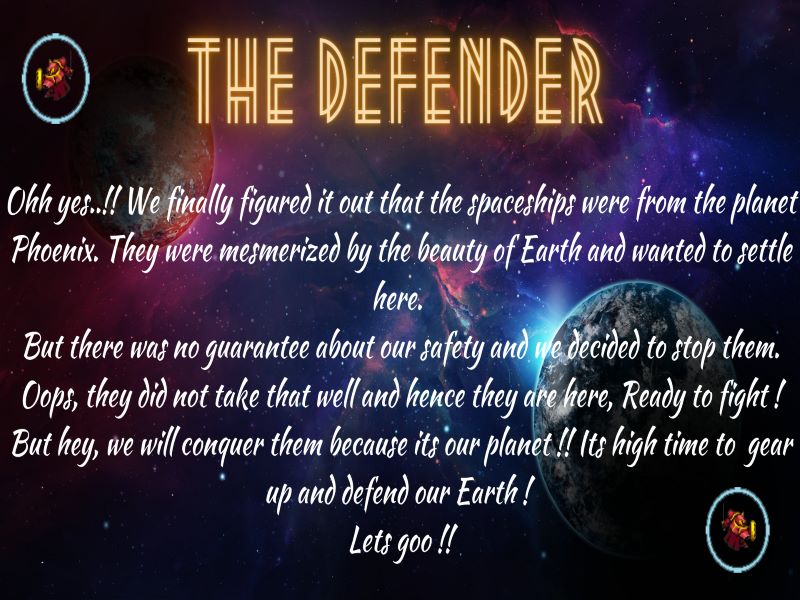 THE DEFENDER
Ohh yes..!! We finally figured it out that the spaceships were from the planet
Phoenix. They were mesmerized by the beauty of Earth and wanted to settle
here.
But there was no guarantee about our safety and we decided to stop them.
Oops, they did not take that well and hence they are here, Ready to fight !
But hey, we will conquer them because its our planet !! Its high time to gear
up and defend our Earth !
Lets goo !!